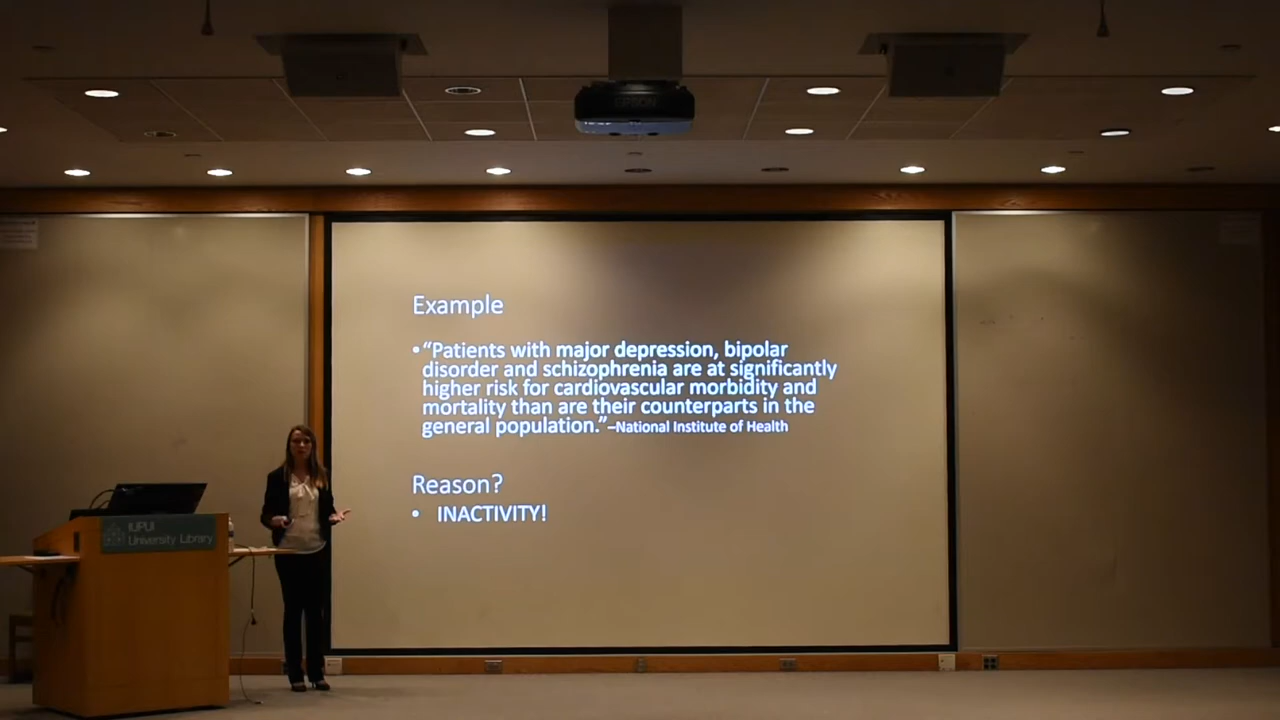 EPSON
Example
•“Patients with major depression, bipolar
disorder and schizophrenia are at significantly
higher risk for cardiovascular morbidity and
mortality than are their counterparts in the
general population.”–National Institute of Health
Reason?
• INACTIVITY!
IUPUI
University Library